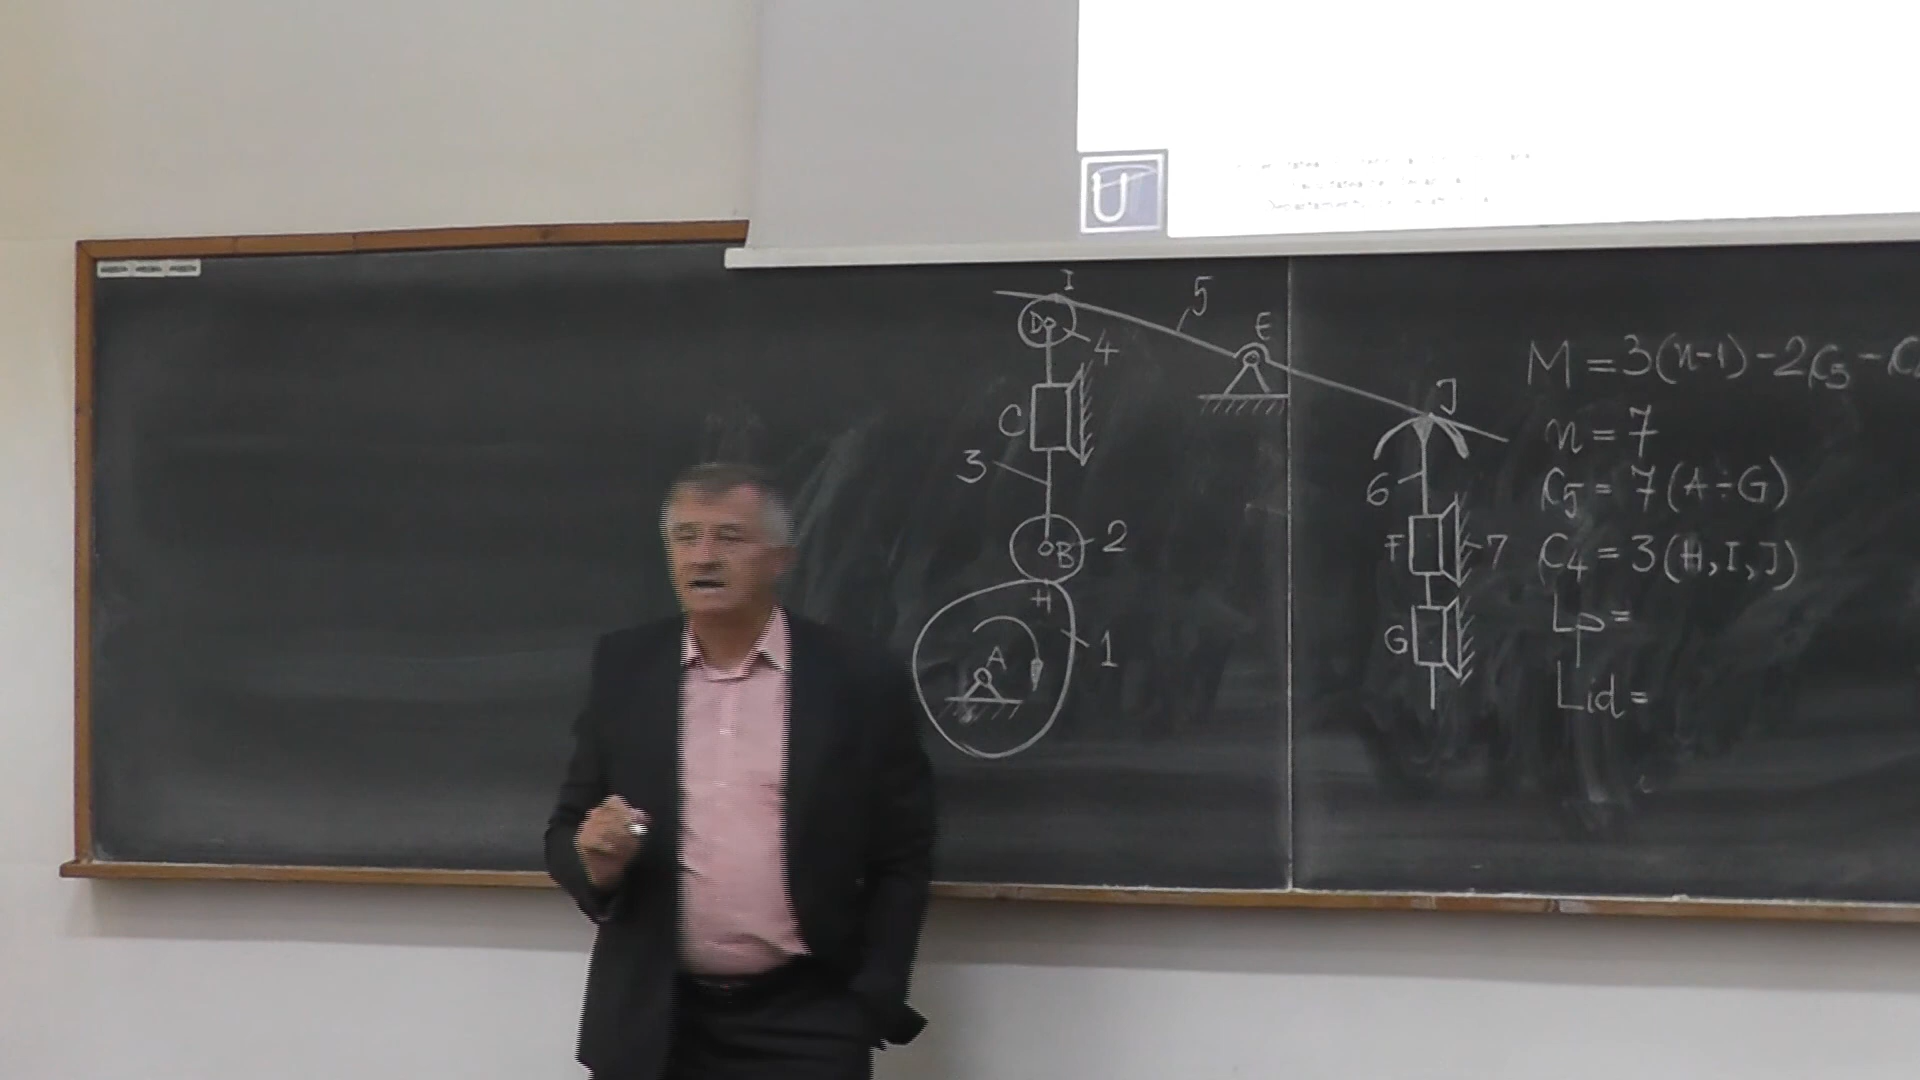 I
5
D
E
4
C
J
3
6
B 2
F 7
H
G
A 1
M = 3(n-1) - 2C5 - C
n = 7
C5 = 7 (A÷G)
C4 = 3 (H, I, J)
Lp =
Lid =
U